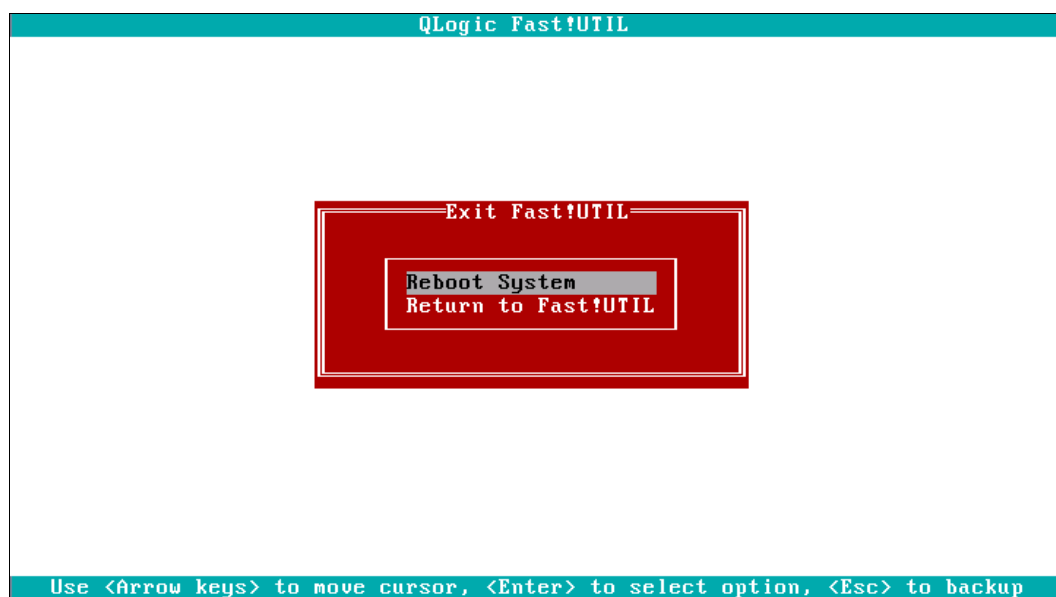 QLogic Fast!UTIL
Exit Fast!UTIL
Reboot System
Return to Fast!UTIL
Use <Arrow keys> to move cursor, <Enter> to select option, <Esc> to backup